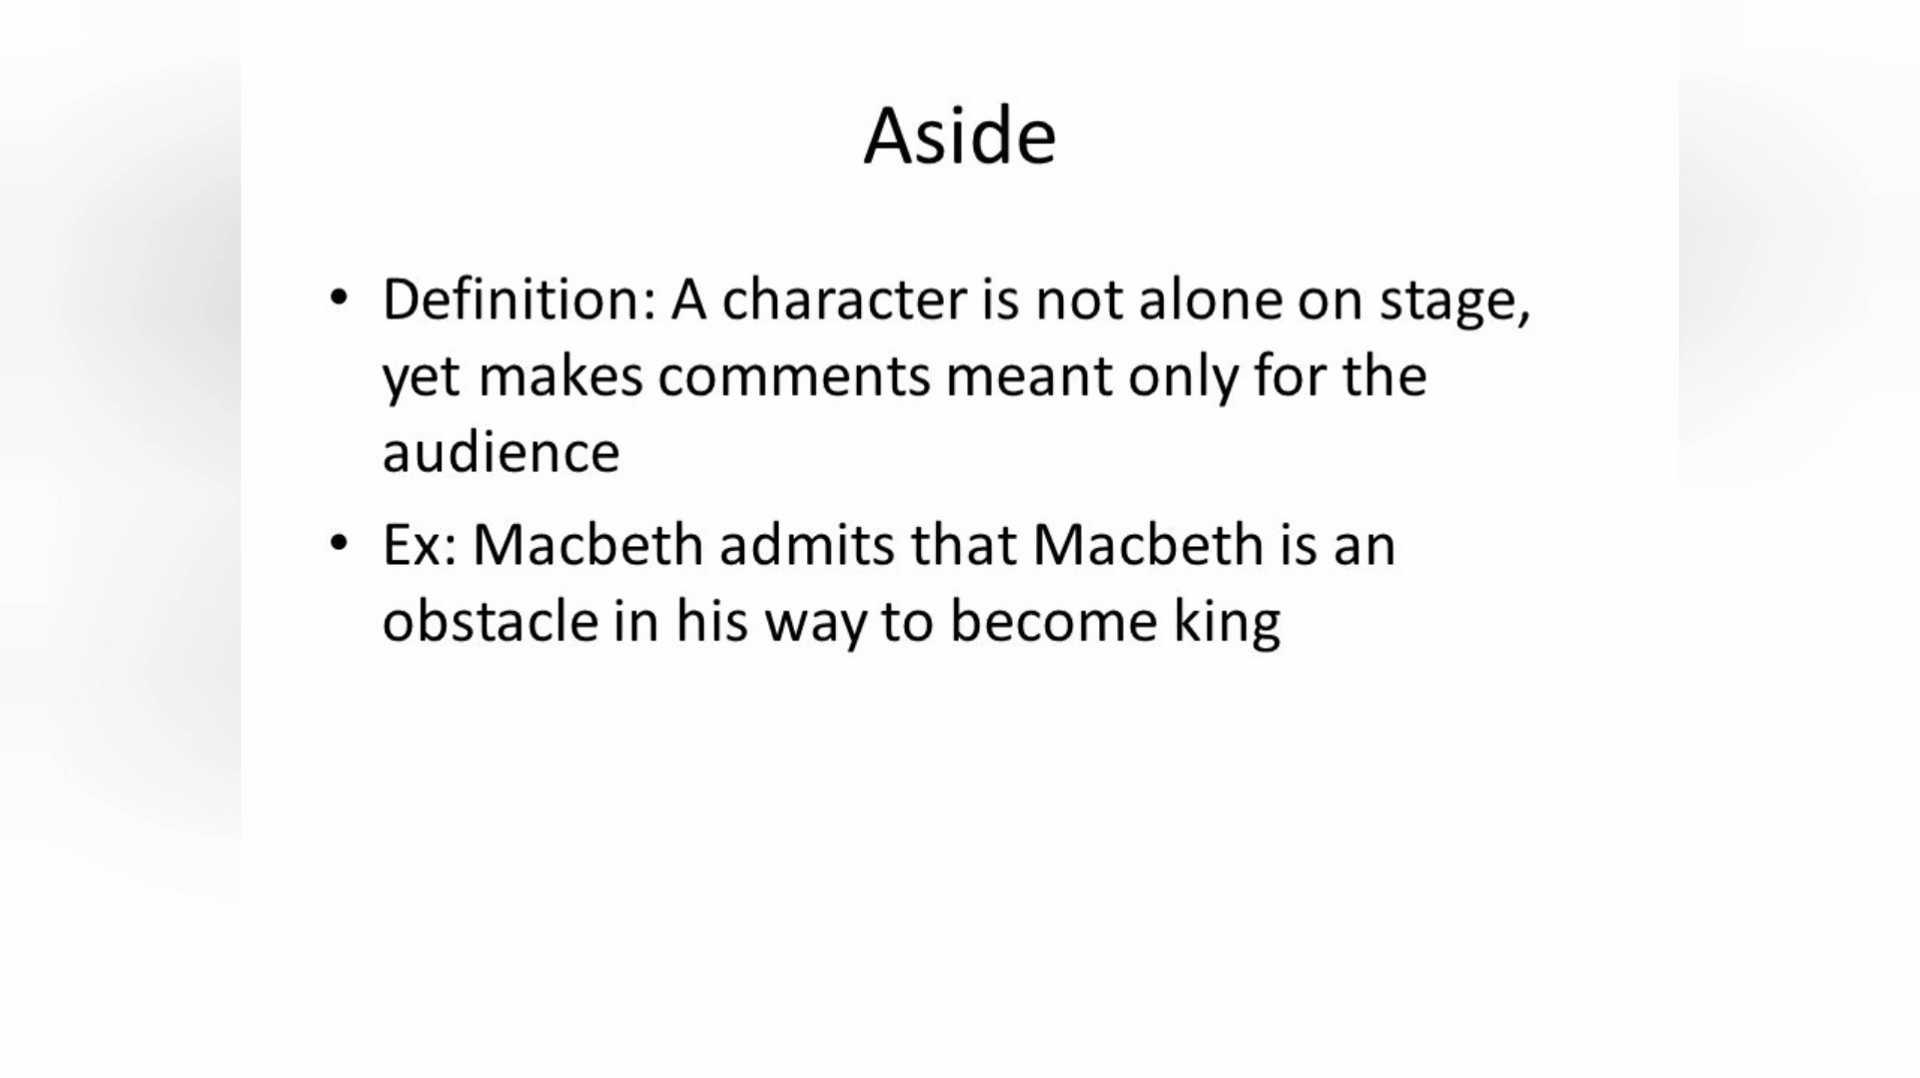 Aside
• Definition: A character is not alone on stage,
yet makes comments meant only for the
audience
• Ex: Macbeth admits that Macbeth is an
obstacle in his way to become king